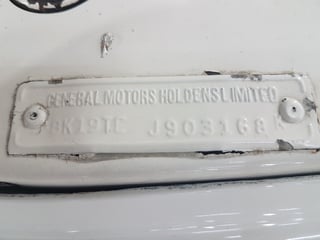 GENERAL MOTORS HOLDENS LIMITED
8K19TE J903168